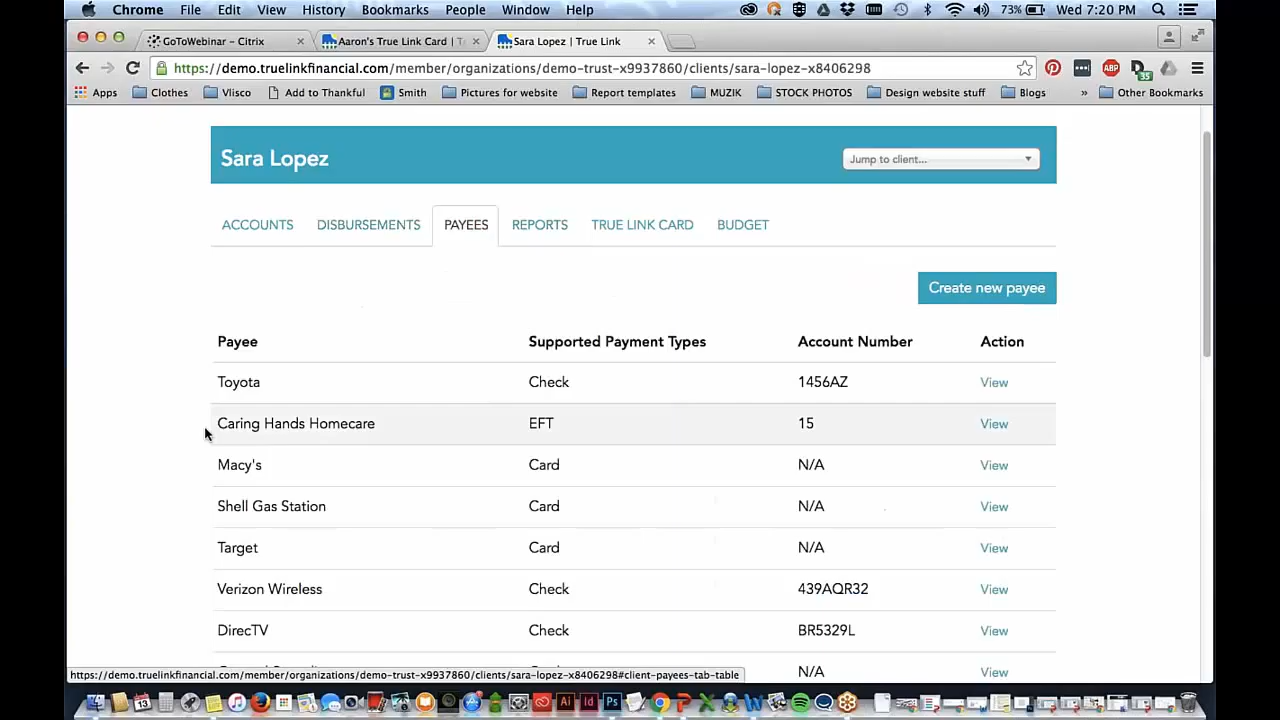 Chrome File Edit View History Bookmarks People Window Help 73% Wed 7:20 PM
GoToWebinar - Citrix Aaron's True Link Card | Tr Sara Lopez | True Link
https://demo.truelinkfinancial.com/member/organizations/demo-trust-x9937860/clients/sara-lopez-x8406298
Apps Clothes Vlisco Add to Thankful Smith Pictures for website Report templates MUZIK STOCK PHOTOS Design website stuff Blogs » Other Bookmarks
Sara Lopez Jump to client...
ACCOUNTS DISBURSEMENTS PAYEES REPORTS TRUE LINK CARD BUDGET
Create new payee
Payee Supported Payment Types Account Number Action
Toyota Check 1456AZ View
Caring Hands Homecare EFT 15 View
Macy's Card N/A View
Shell Gas Station Card N/A View
Target Card N/A View
Verizon Wireless Check 439AQR32 View
DirecTV Check BR5329L View
N/A View
https://demo.truelinkfinancial.com/member/organizations/demo-trust-x9937860/clients/sara-lopez-x8406298#client-payees-tab-table